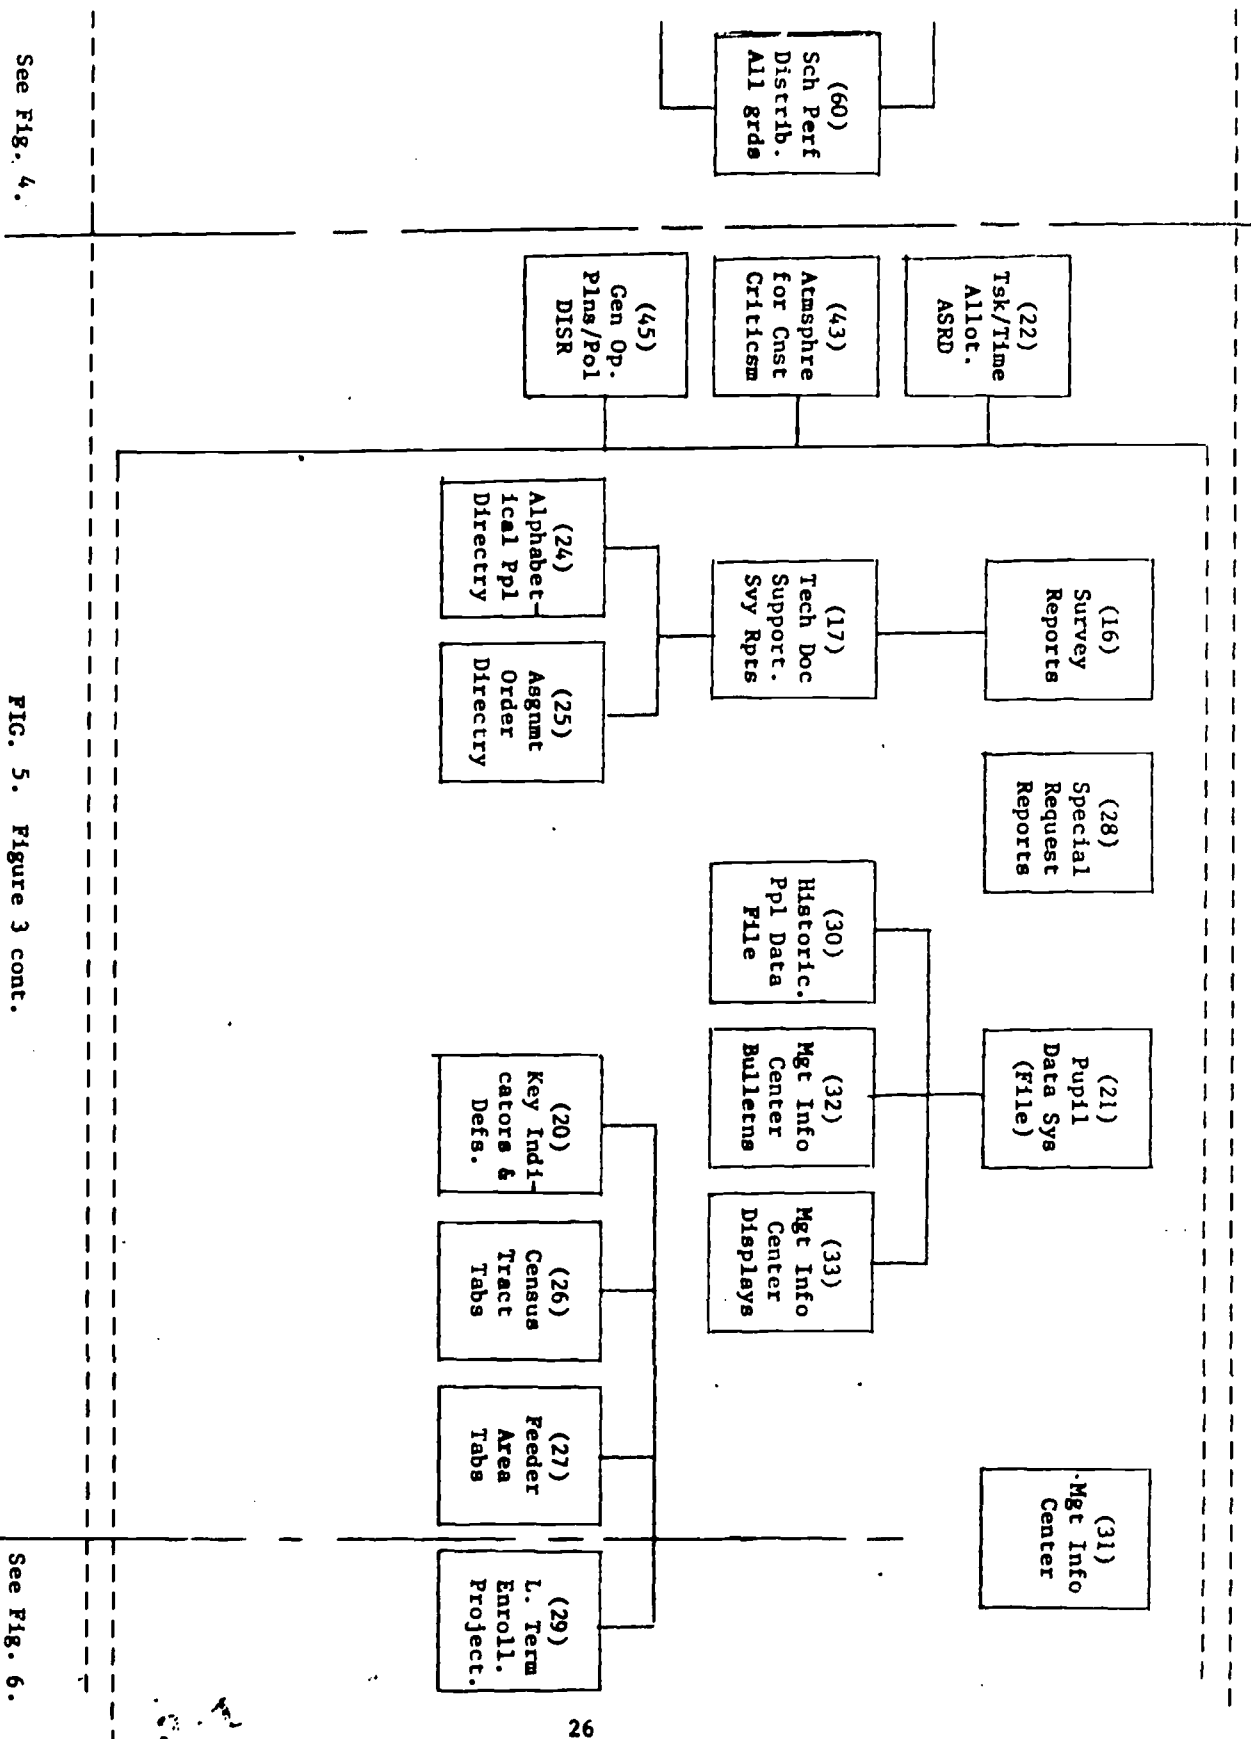 (60)
Sch Perf
Distrib.
All grds
(22)
Tsk/Time
Allot.
ASRD
(43)
Atmsphre
for Cnst
Criticsm
(45)
Gen Op.
Plns/Pol
DISR
(16)
Survey
Reports
(28)
Special
Request
Reports
(21)
Pupil
Data Sys
(File)
(31)
Mgt Info
Center
(17)
Tech Doc
Support.
Svy Rpts
(30)
Historic.
Ppl Data
File
(32)
Mgt Info
Center
Bulletns
(33)
Mgt Info
Center
Displays
(24)
Alphabet-
ical Ppl
Directry
(25)
Asgnmt
Order
Directry
(20)
Key Indi-
cators &
Defs.
(26)
Census
Tract
Tabs
(27)
Feeder
Area
Tabs
(29)
L. Term
Enroll.
Project.
See Fig. 4.
FIG. 5. Figure 3 cont.
See Fig. 6.
26